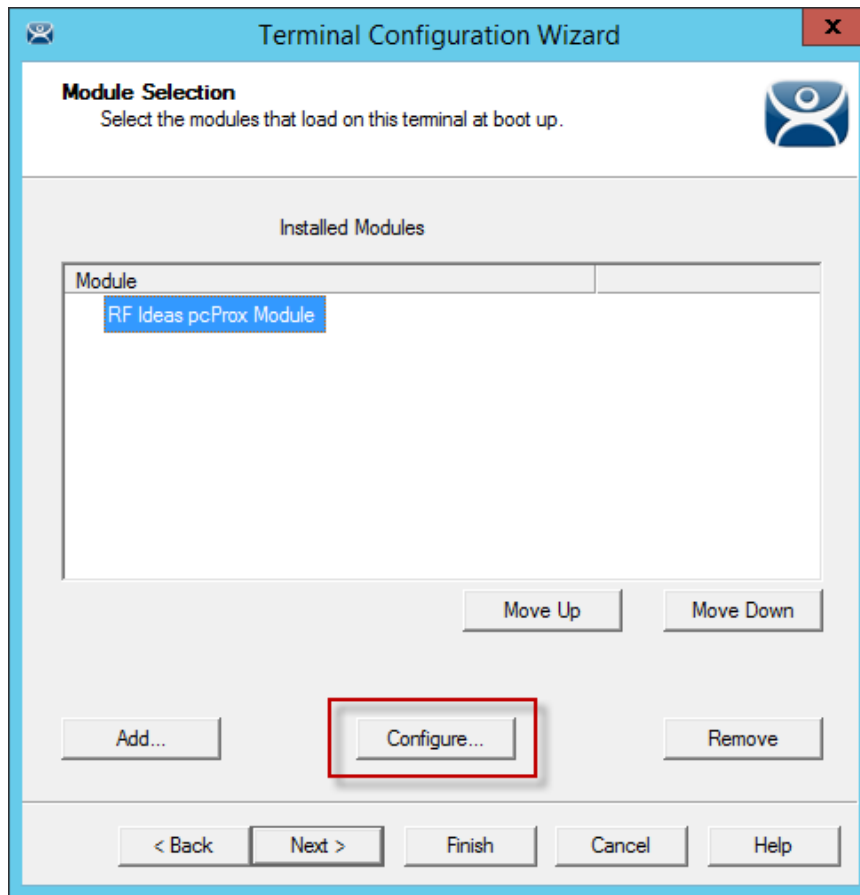 Terminal Configuration Wizard
x
Module Selection
Select the modules that load on this terminal at boot up.
Installed Modules
Module
RF Ideas pcProx Module
Move Up Move Down
Add... Configure... Remove
< Back Next > Finish Cancel Help